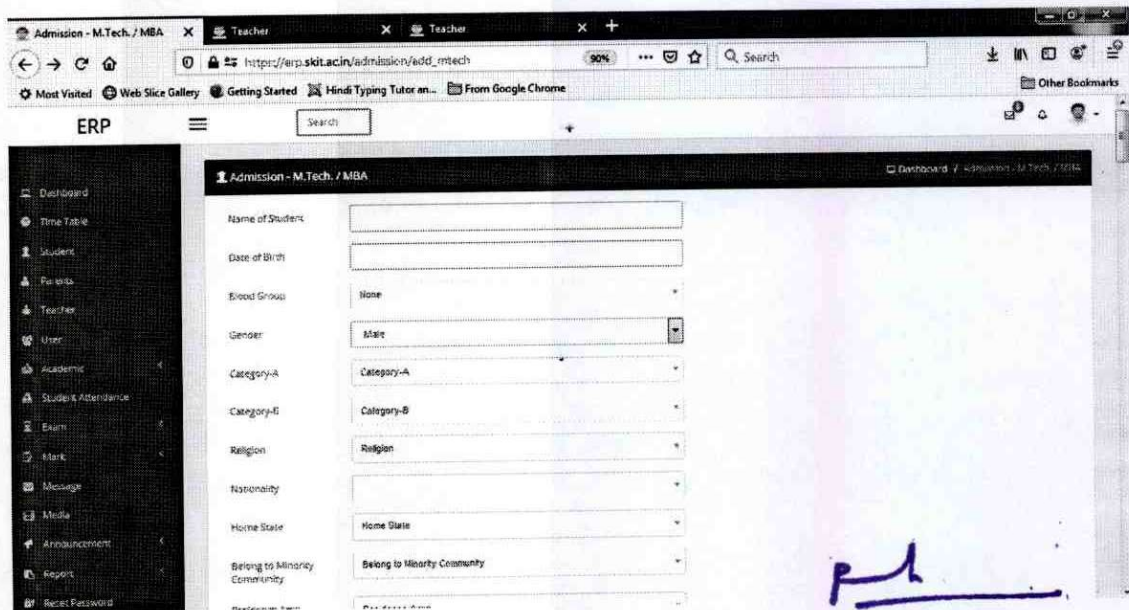 Admission - M.Tech. / MBA
Teacher
Teacher
https://erp.skit.ac.in/admission/add_mtech
90%
Search
Most Visited
Web Slice Gallery
Getting Started
Hindi Typing Tutor an...
From Google Chrome
Other Bookmarks
ERP
Search
Admission - M.Tech. / MBA
Dashboard / Admission - M.Tech. / MBA
Dashboard
Time Table
Student
Parents
Teacher
User
Academic
Student Attendance
Exam
Mark
Message
Media
Announcement
Report
Reset Password
Name of Student
Date of Birth
Blood Group None
Gender Male
Category-A Category-A
Category-B Category-B
Religion Religion
Nationality
Home State Home State
Belong to Minority Community Belong to Minority Community